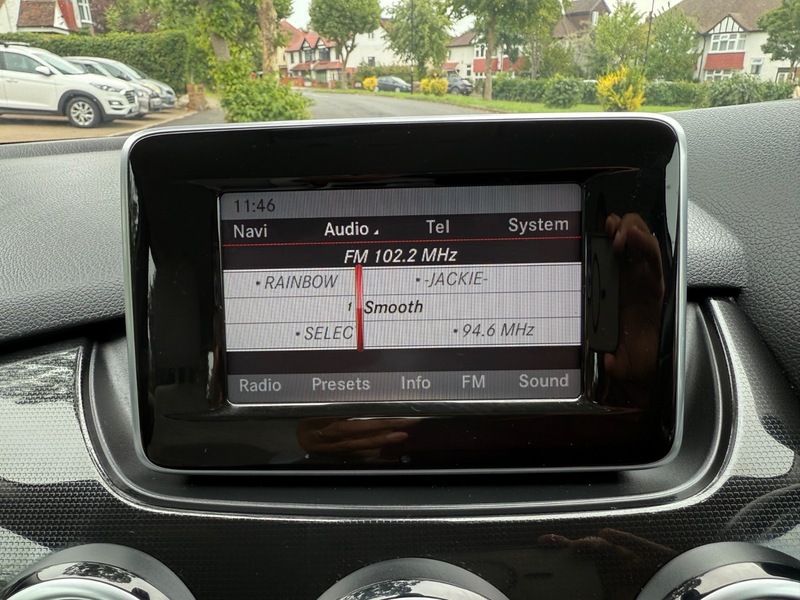 11:46
Navi Audio Tel System
FM 102.2 MHz
• RAINBOW • -JACKIE-
1 Smooth
• SELEC • 94.6 MHz
Radio Presets Info FM Sound